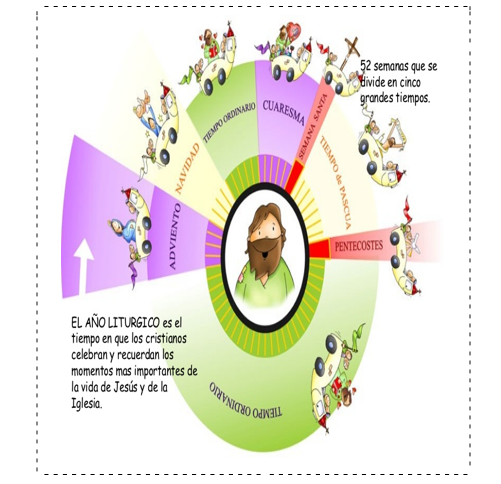 52 semanas que se
divide en cinco
grandes tiempos.
TIEMPO ORDINARIO
CUARESMA
SEMANA SANTA
NAVIDAD
TIEMPO de PASCUA
ADVIENTO
PENTECOSTES
EL AÑO LITURGICO es el
tiempo en que los cristianos
celebran y recuerdan los
momentos mas importantes de
la vida de Jesús y de la
Iglesia.
TIEMPO ORDINARIO